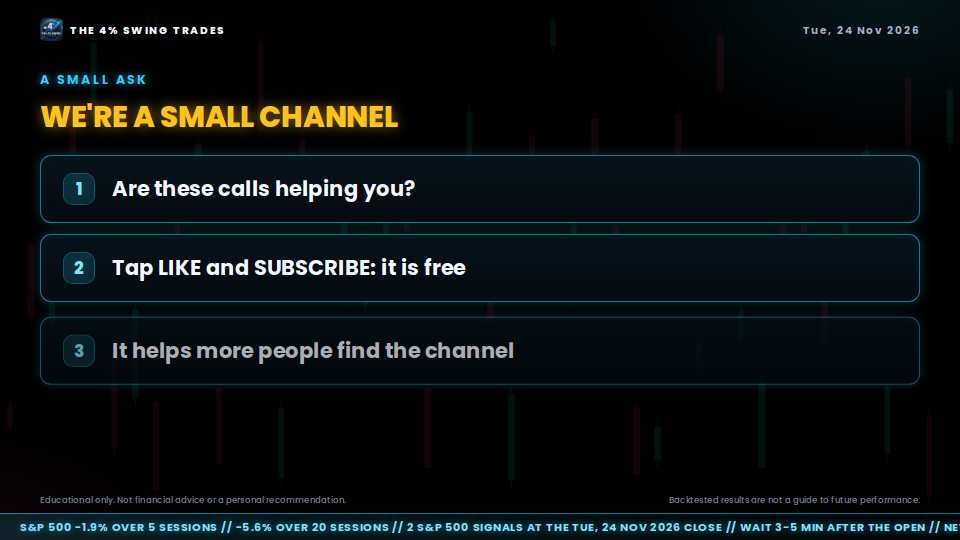 THE 4% SWING TRADES
Tue, 24 Nov 2026
A SMALL ASK
WE'RE A SMALL CHANNEL
1 Are these calls helping you?
2 Tap LIKE and SUBSCRIBE: it is free
3 It helps more people find the channel
Educational only. Not financial advice or a personal recommendation.
Backtested results are not a guide to future performance.
S&P 500 -1.9% OVER 5 SESSIONS // -5.6% OVER 20 SESSIONS // 2 S&P 500 SIGNALS AT THE TUE, 24 NOV 2026 CLOSE // WAIT 3-5 MIN AFTER THE OPEN //